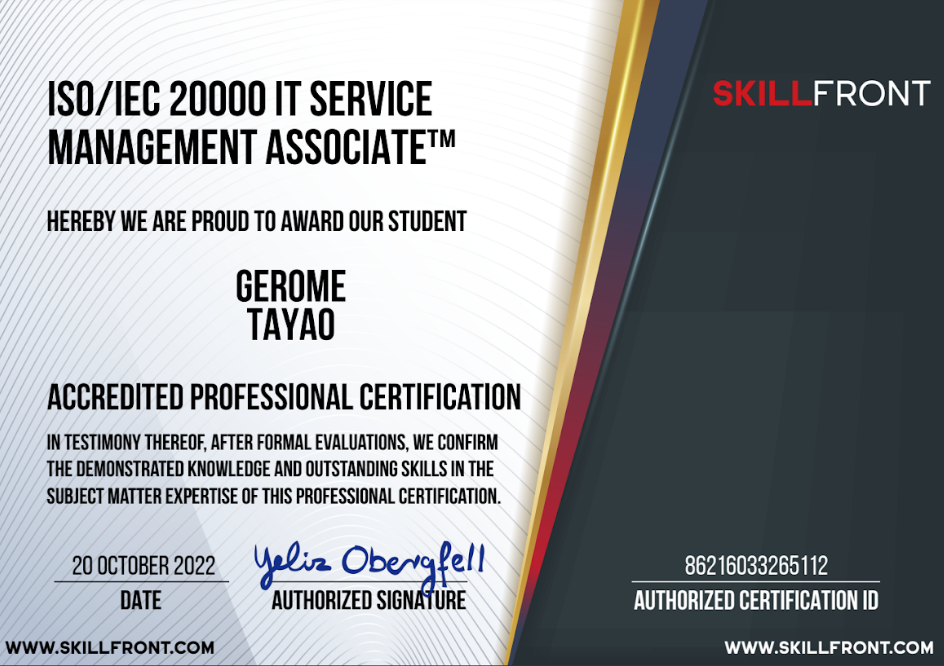 ISO/IEC 20000 IT SERVICE
MANAGEMENT ASSOCIATE™
SKILLFRONT
HEREBY WE ARE PROUD TO AWARD OUR STUDENT
GEROME
TAYAO
ACCREDITED PROFESSIONAL CERTIFICATION
IN TESTIMONY THEREOF, AFTER FORMAL EVALUATIONS, WE CONFIRM
THE DEMONSTRATED KNOWLEDGE AND OUTSTANDING SKILLS IN THE
SUBJECT MATTER EXPERTISE OF THIS PROFESSIONAL CERTIFICATION.
20 OCTOBER 2022
DATE
Yeliz Obergfell
AUTHORIZED SIGNATURE
86216033265112
AUTHORIZED CERTIFICATION ID
WWW.SKILLFRONT.COM
WWW.SKILLFRONT.COM